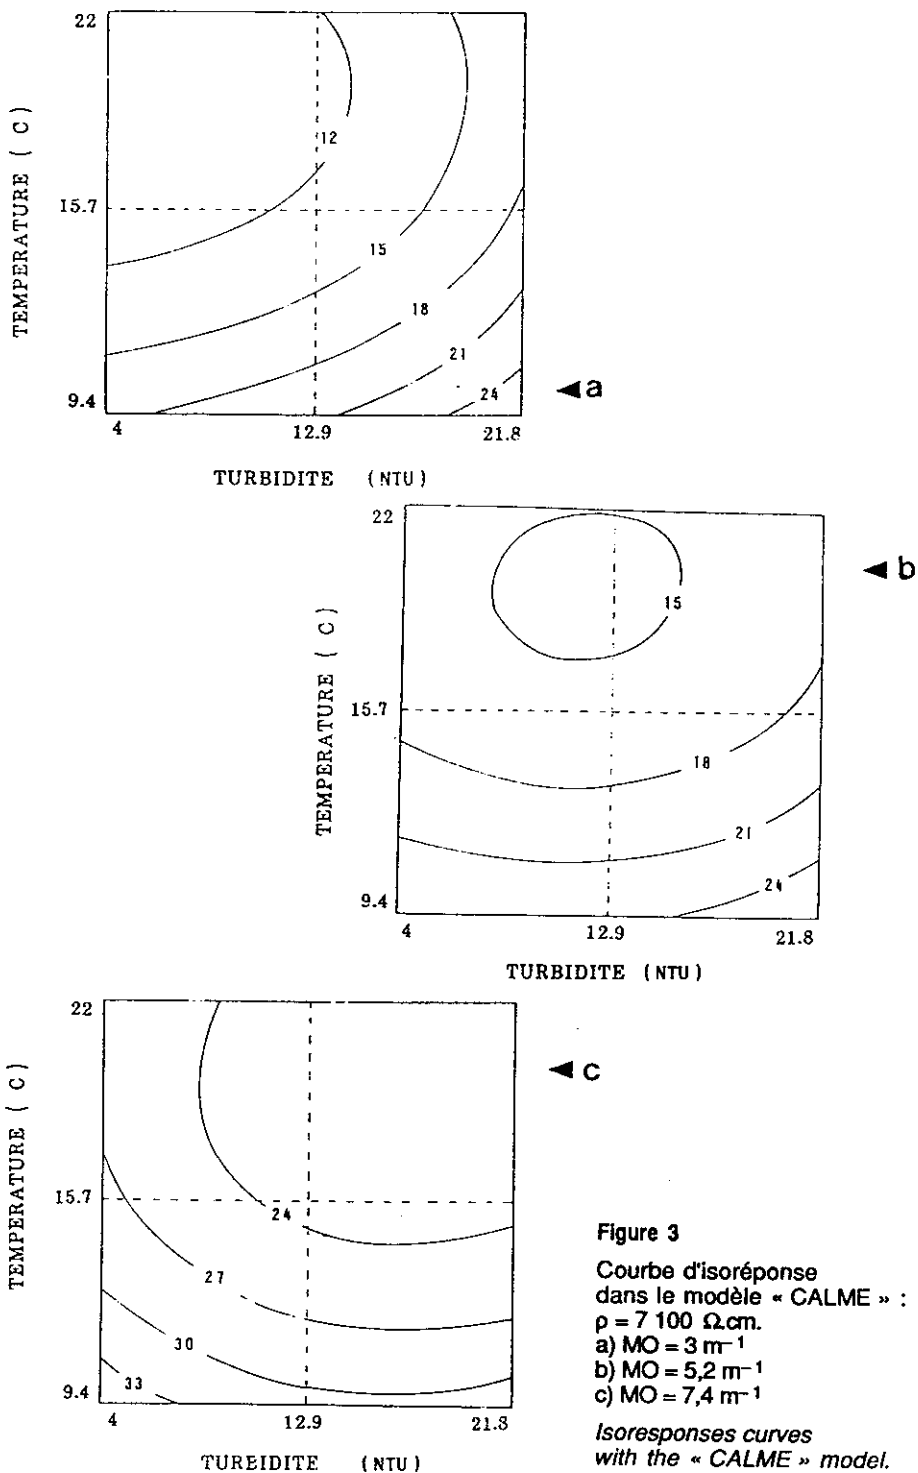 22
12
TEMPERATURE ( C )
15.7
15
18
21
24
9.4
◄ a
4
12.9
21.8
TURBIDITE (NTU)
22
◄ b
15
TEMPERATURE ( C )
15.7
18
21
24
9.4
4
12.9
21.8
TURBIDITE (NTU)
22
◄ c
TEMPERATURE ( C )
15.7
24
27
30
33
9.4
4
12.9
21.8
TURBIDITE (NTU)
Figure 3
Courbe d'isoréponse
dans le modèle « CALME » :
ρ = 7 100 Ω.cm.
a) MO = 3 m⁻¹
b) MO = 5,2 m⁻¹
c) MO = 7,4 m⁻¹
Isoresponses curves
with the « CALME » model.